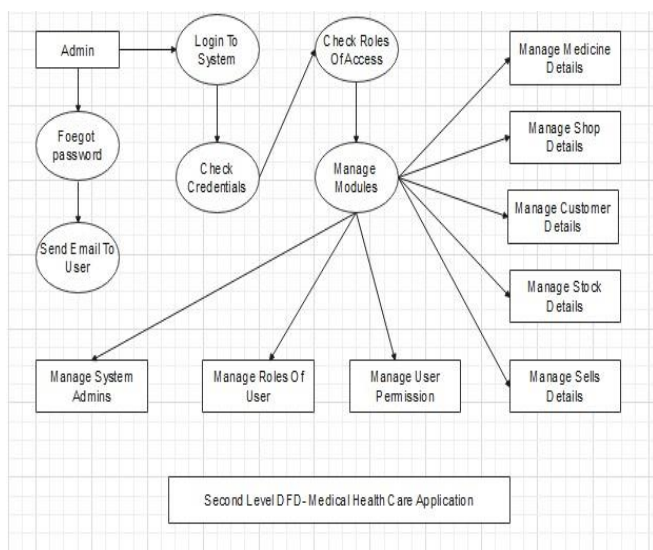 Admin
Login To
System
Check Roles
Of Access
Manage Medicine
Details
Foegot
password
Check
Credentials
Manage
Modules
Manage Shop
Details
Manage Customer
Details
Send Email To
User
Manage Stock
Details
Manage System
Admins
Manage Roles Of
User
Manage User
Permission
Manage Sells
Details
Second Level DFD- Medical Health Care Application